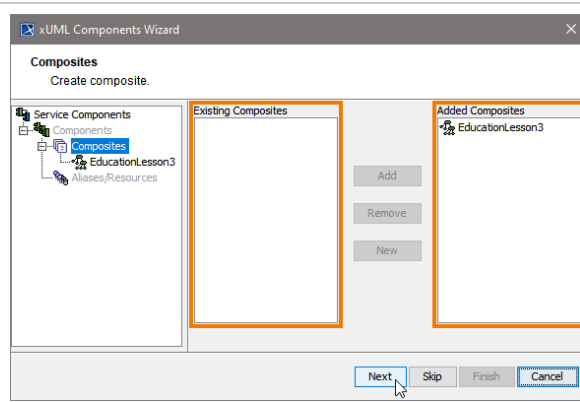 xUML Components Wizard
Composites
Create composite.
Service Components
Components
Composites
EducationLesson3
Aliases/Resources
Existing Composites
Add
Remove
New
Added Composites
EducationLesson3
Next
Skip
Finish
Cancel